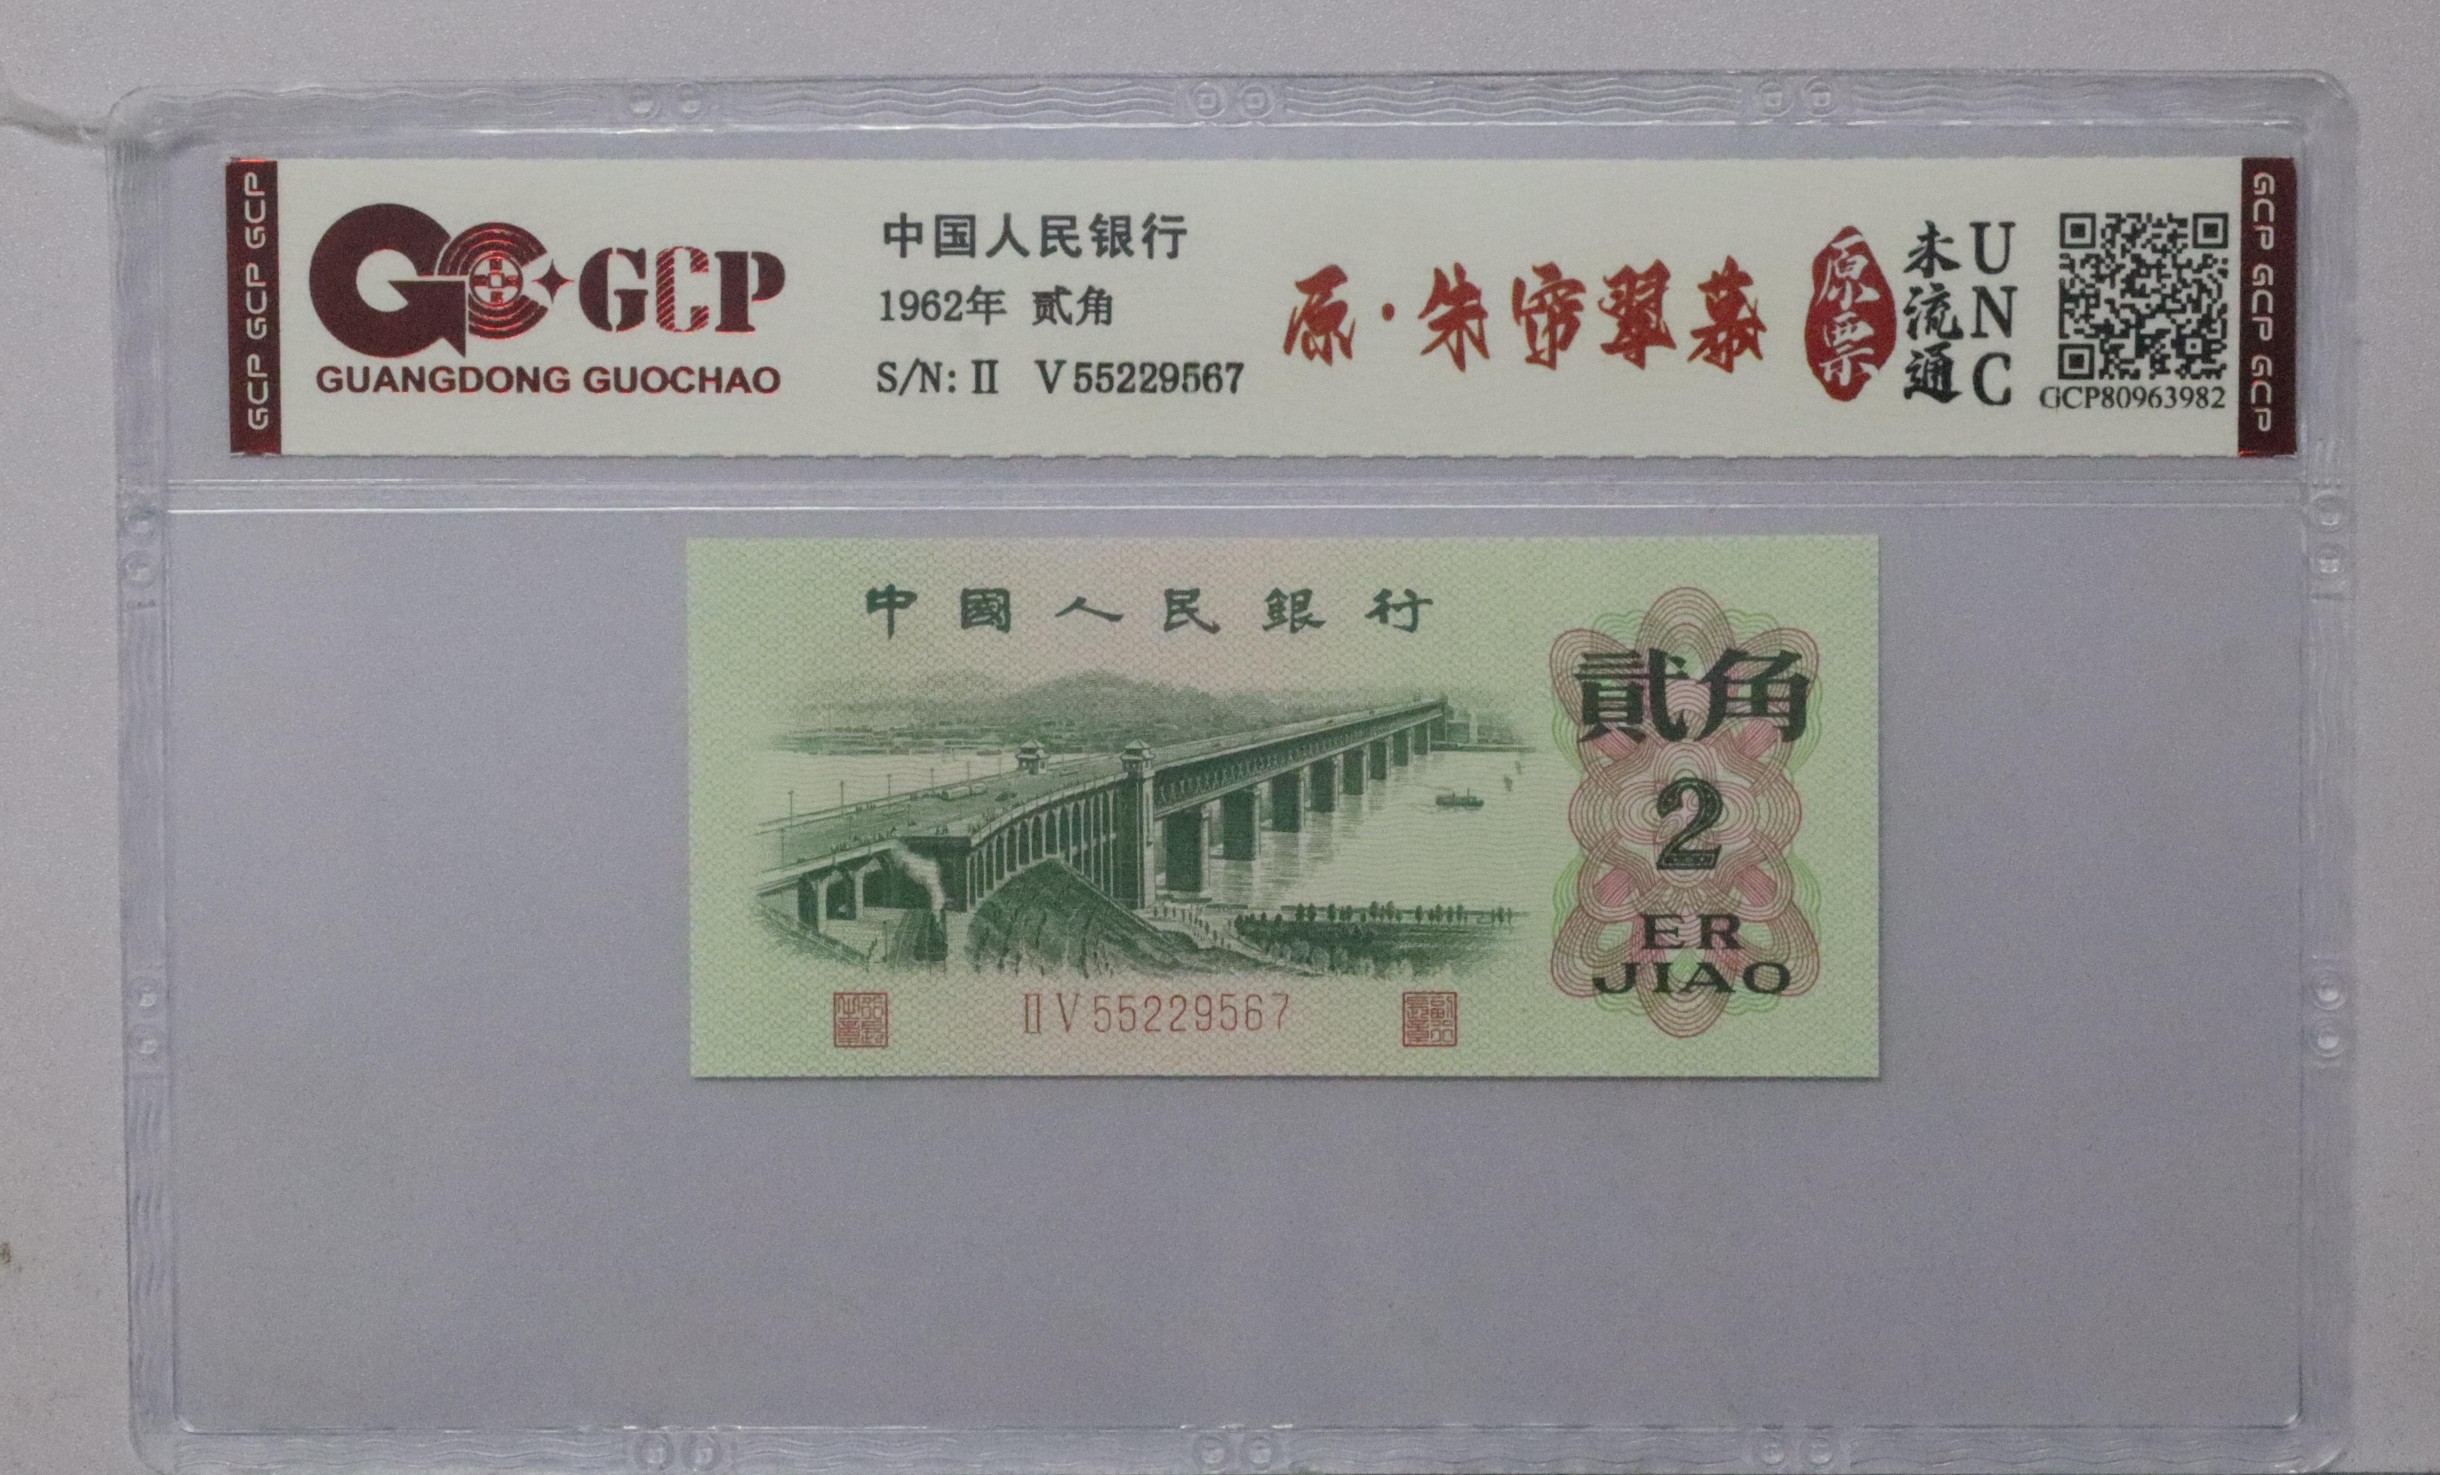 GCP GCP GCP
GCP
GUANGDONG GUOCHAO
中国人民银行
1962年 贰角
S/N: II V 55229567
原·朱帘翠幕
原票
未流通
UNC
GCP80963982
GCP GCP GCP
中國人民銀行
貳角
2
ER
JIAO
II V 55229567